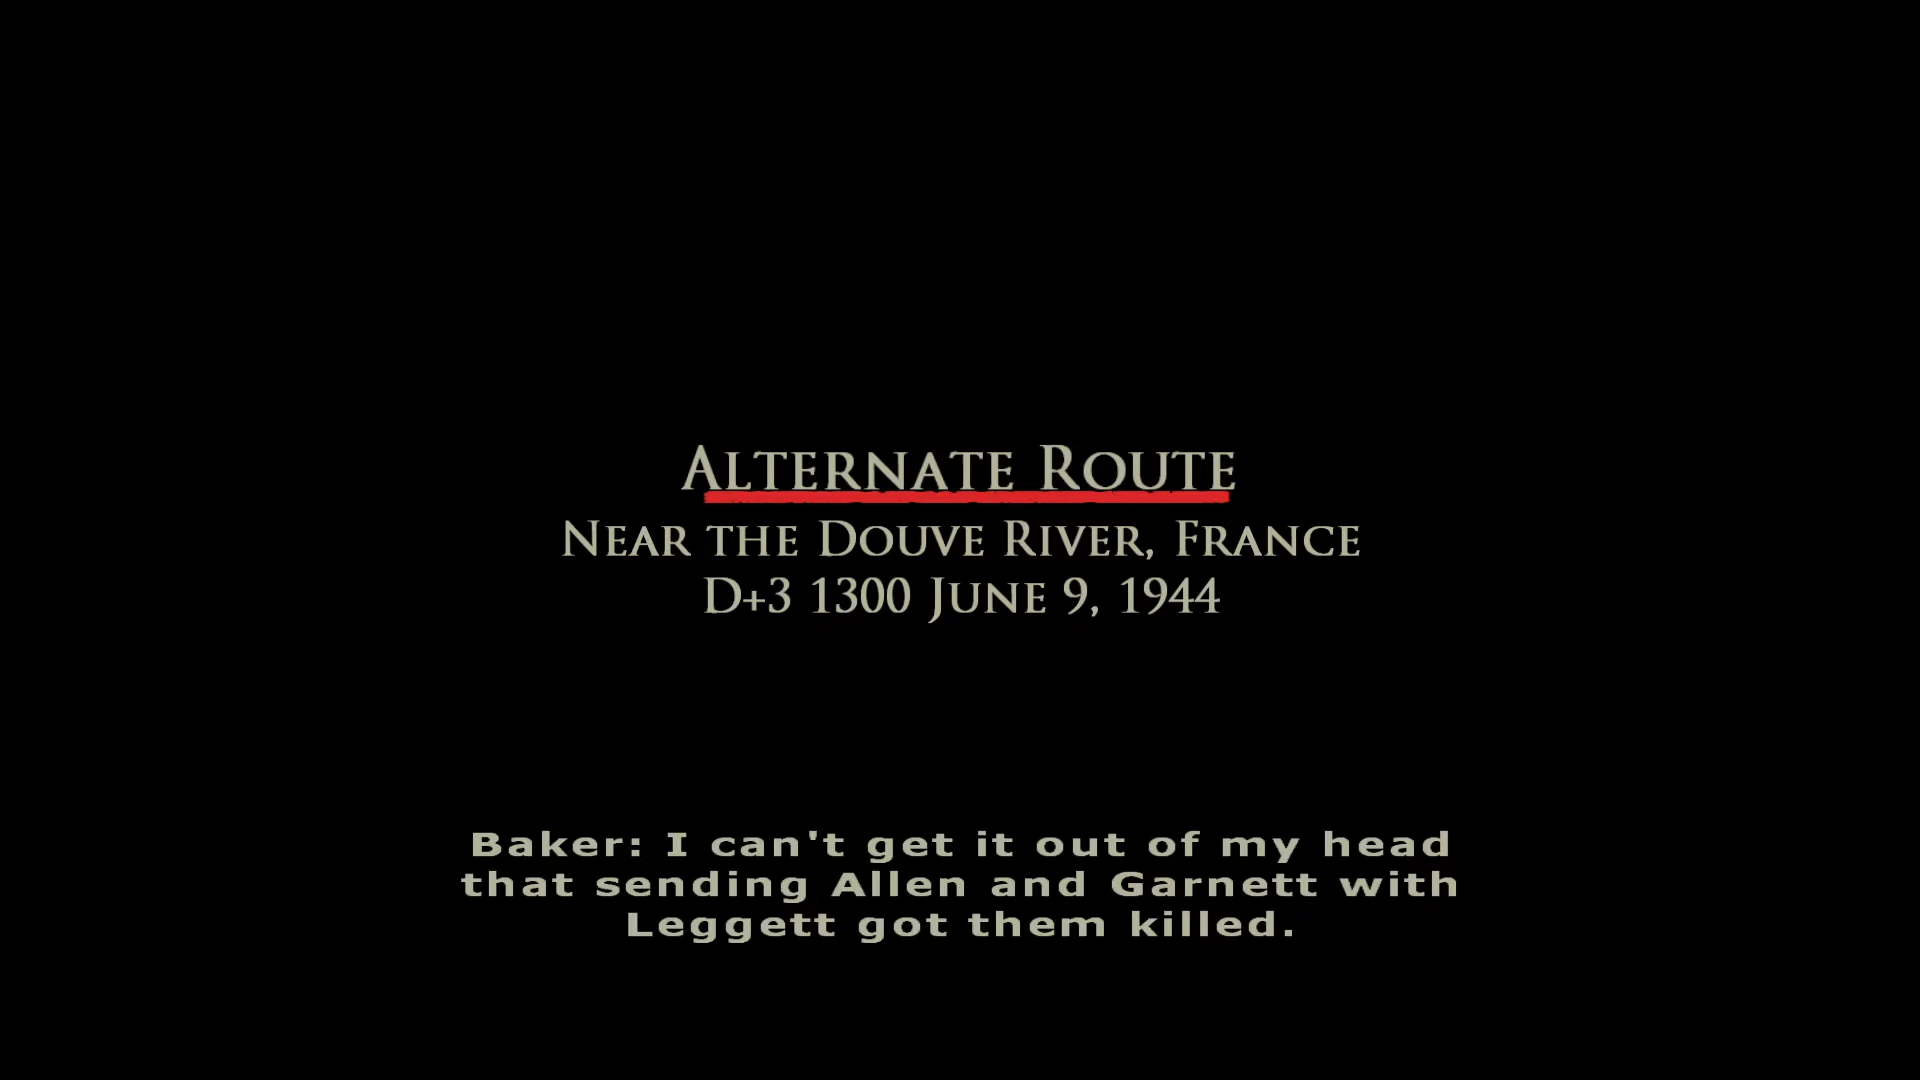 Alternate Route
Near the Douve River, France
D+3 1300 June 9, 1944
Baker: I can't get it out of my head
that sending Allen and Garnett with
Leggett got them killed.